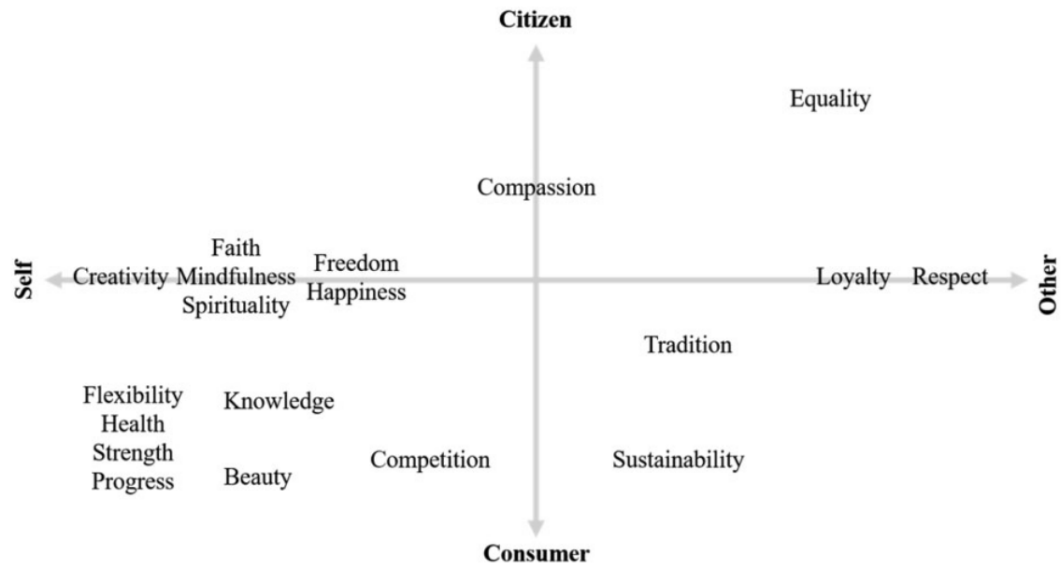 Citizen
Equality
Compassion
Faith
Freedom
Self
Creativity Mindfulness
Happiness
Loyalty Respect
Other
Spirituality
Tradition
Flexibility
Knowledge
Health
Strength
Competition
Sustainability
Progress
Beauty
Consumer